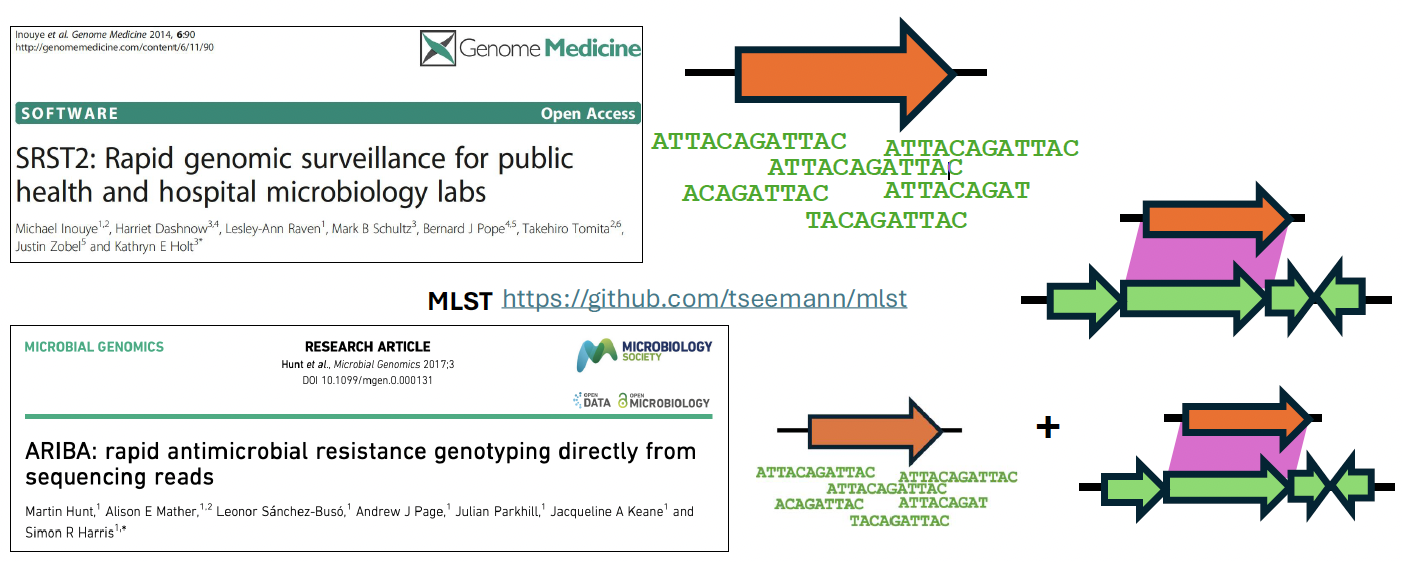 Inouye et al. Genome Medicine 2014, 6:90
http://genomemedicine.com/content/6/11/90
Genome Medicine
SOFTWARE
Open Access
SRST2: Rapid genomic surveillance for public
health and hospital microbiology labs
Michael Inouye1,2, Harriet Dashnow3,4, Lesley-Ann Raven1, Mark B Schultz3, Bernard J Pope4,5, Takehiro Tomita2,6,
Justin Zobel5 and Kathryn E Holt3*
ATTACAGATTAC
ATTACAGATTAC
ATTACAGATTAC
ACAGATTAC
ATTACAGAT
TACAGATTAC
MLST https://github.com/tseemann/mlst
MICROBIAL GENOMICS
RESEARCH ARTICLE
Hunt et al., Microbial Genomics 2017;3
DOI 10.1099/mgen.0.000131
MICROBIOLOGY
SOCIETY
OPEN
DATA
OPEN
MICROBIOLOGY
ARIBA: rapid antimicrobial resistance genotyping directly from
sequencing reads
Martin Hunt,1 Alison E Mather,1,2 Leonor Sánchez-Busó,1 Andrew J Page,1 Julian Parkhill,1 Jacqueline A Keane1 and
Simon R Harris1,*
ATTACAGATTAC
ATTACAGATTAC
ATTACAGATTAC
ACAGATTAC
ATTACAGAT
TACAGATTAC
+